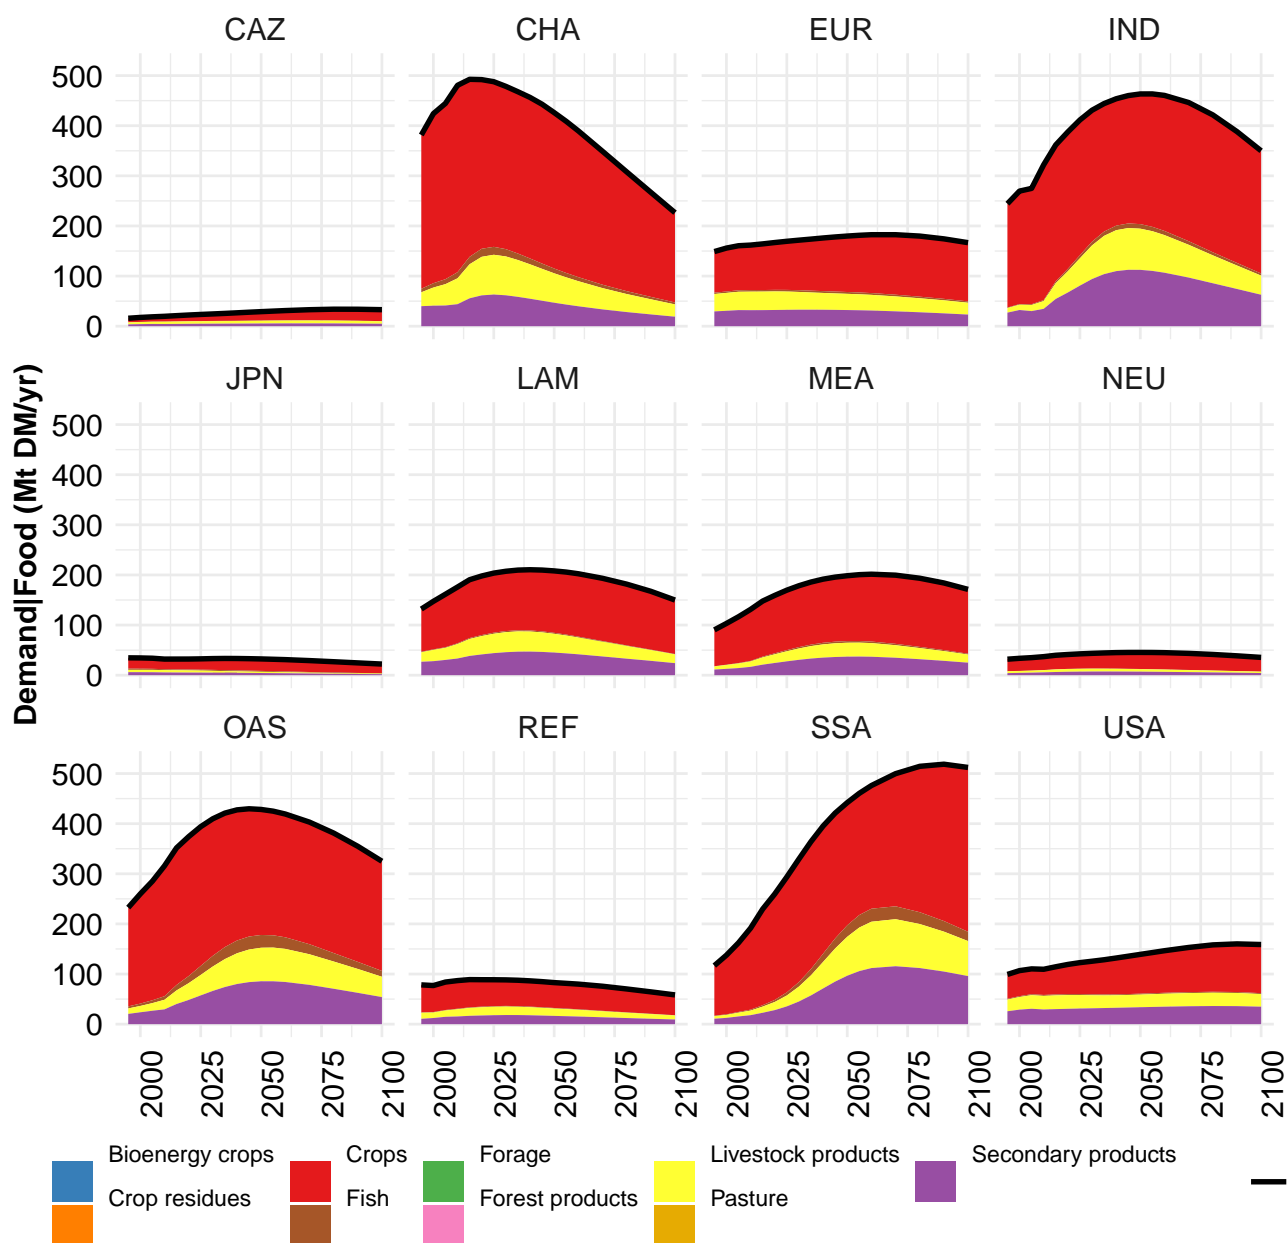 CAZ CHA EUR IND
500
400
300
200
100
0
JPN LAM MEA NEU
500
400
300
200
100
0
Demand|Food (Mt DM/yr)
OAS REF SSA USA
500
400
300
200
100
0
2000 2025 2050 2075 2100 2000 2025 2050 2075 2100 2000 2025 2050 2075 2100 2000 2025 2050 2075 2100
Bioenergy crops Crops Forage Livestock products Secondary products
Crop residues Fish Forest products Pasture